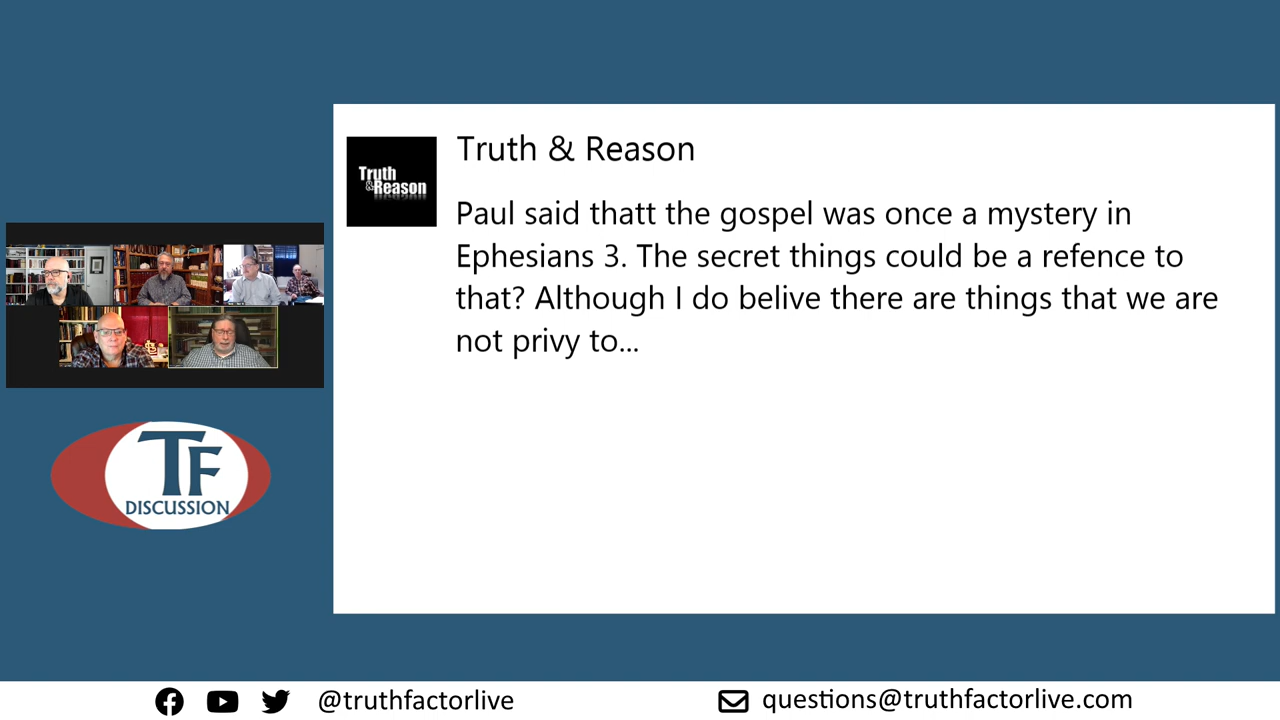 Truth
&Reason
Truth & Reason
Paul said thatt the gospel was once a mystery in
Ephesians 3. The secret things could be a refence to
that? Although I do belive there are things that we are
not privy to...
TF
DISCUSSION
@truthfactorlive
questions@truthfactorlive.com